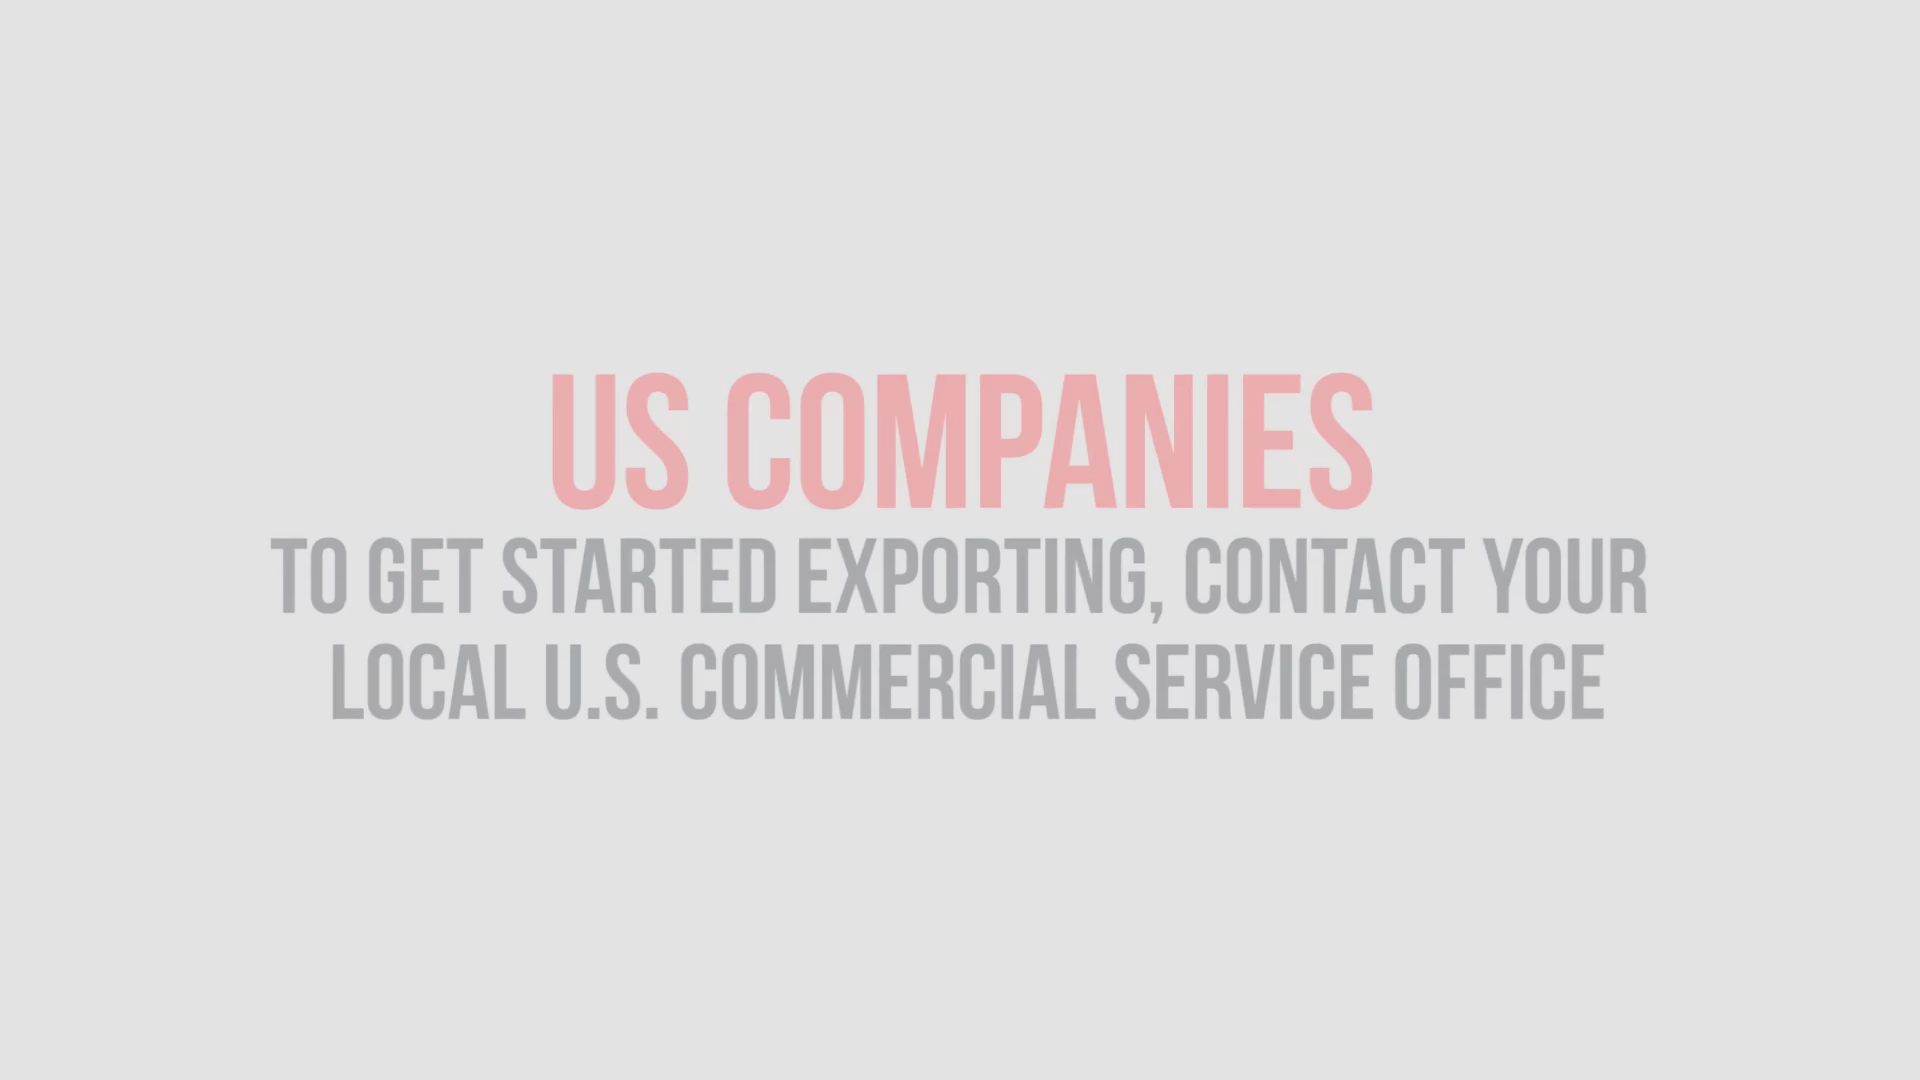 US COMPANIES
TO GET STARTED EXPORTING, CONTACT YOUR
LOCAL U.S. COMMERCIAL SERVICE OFFICE